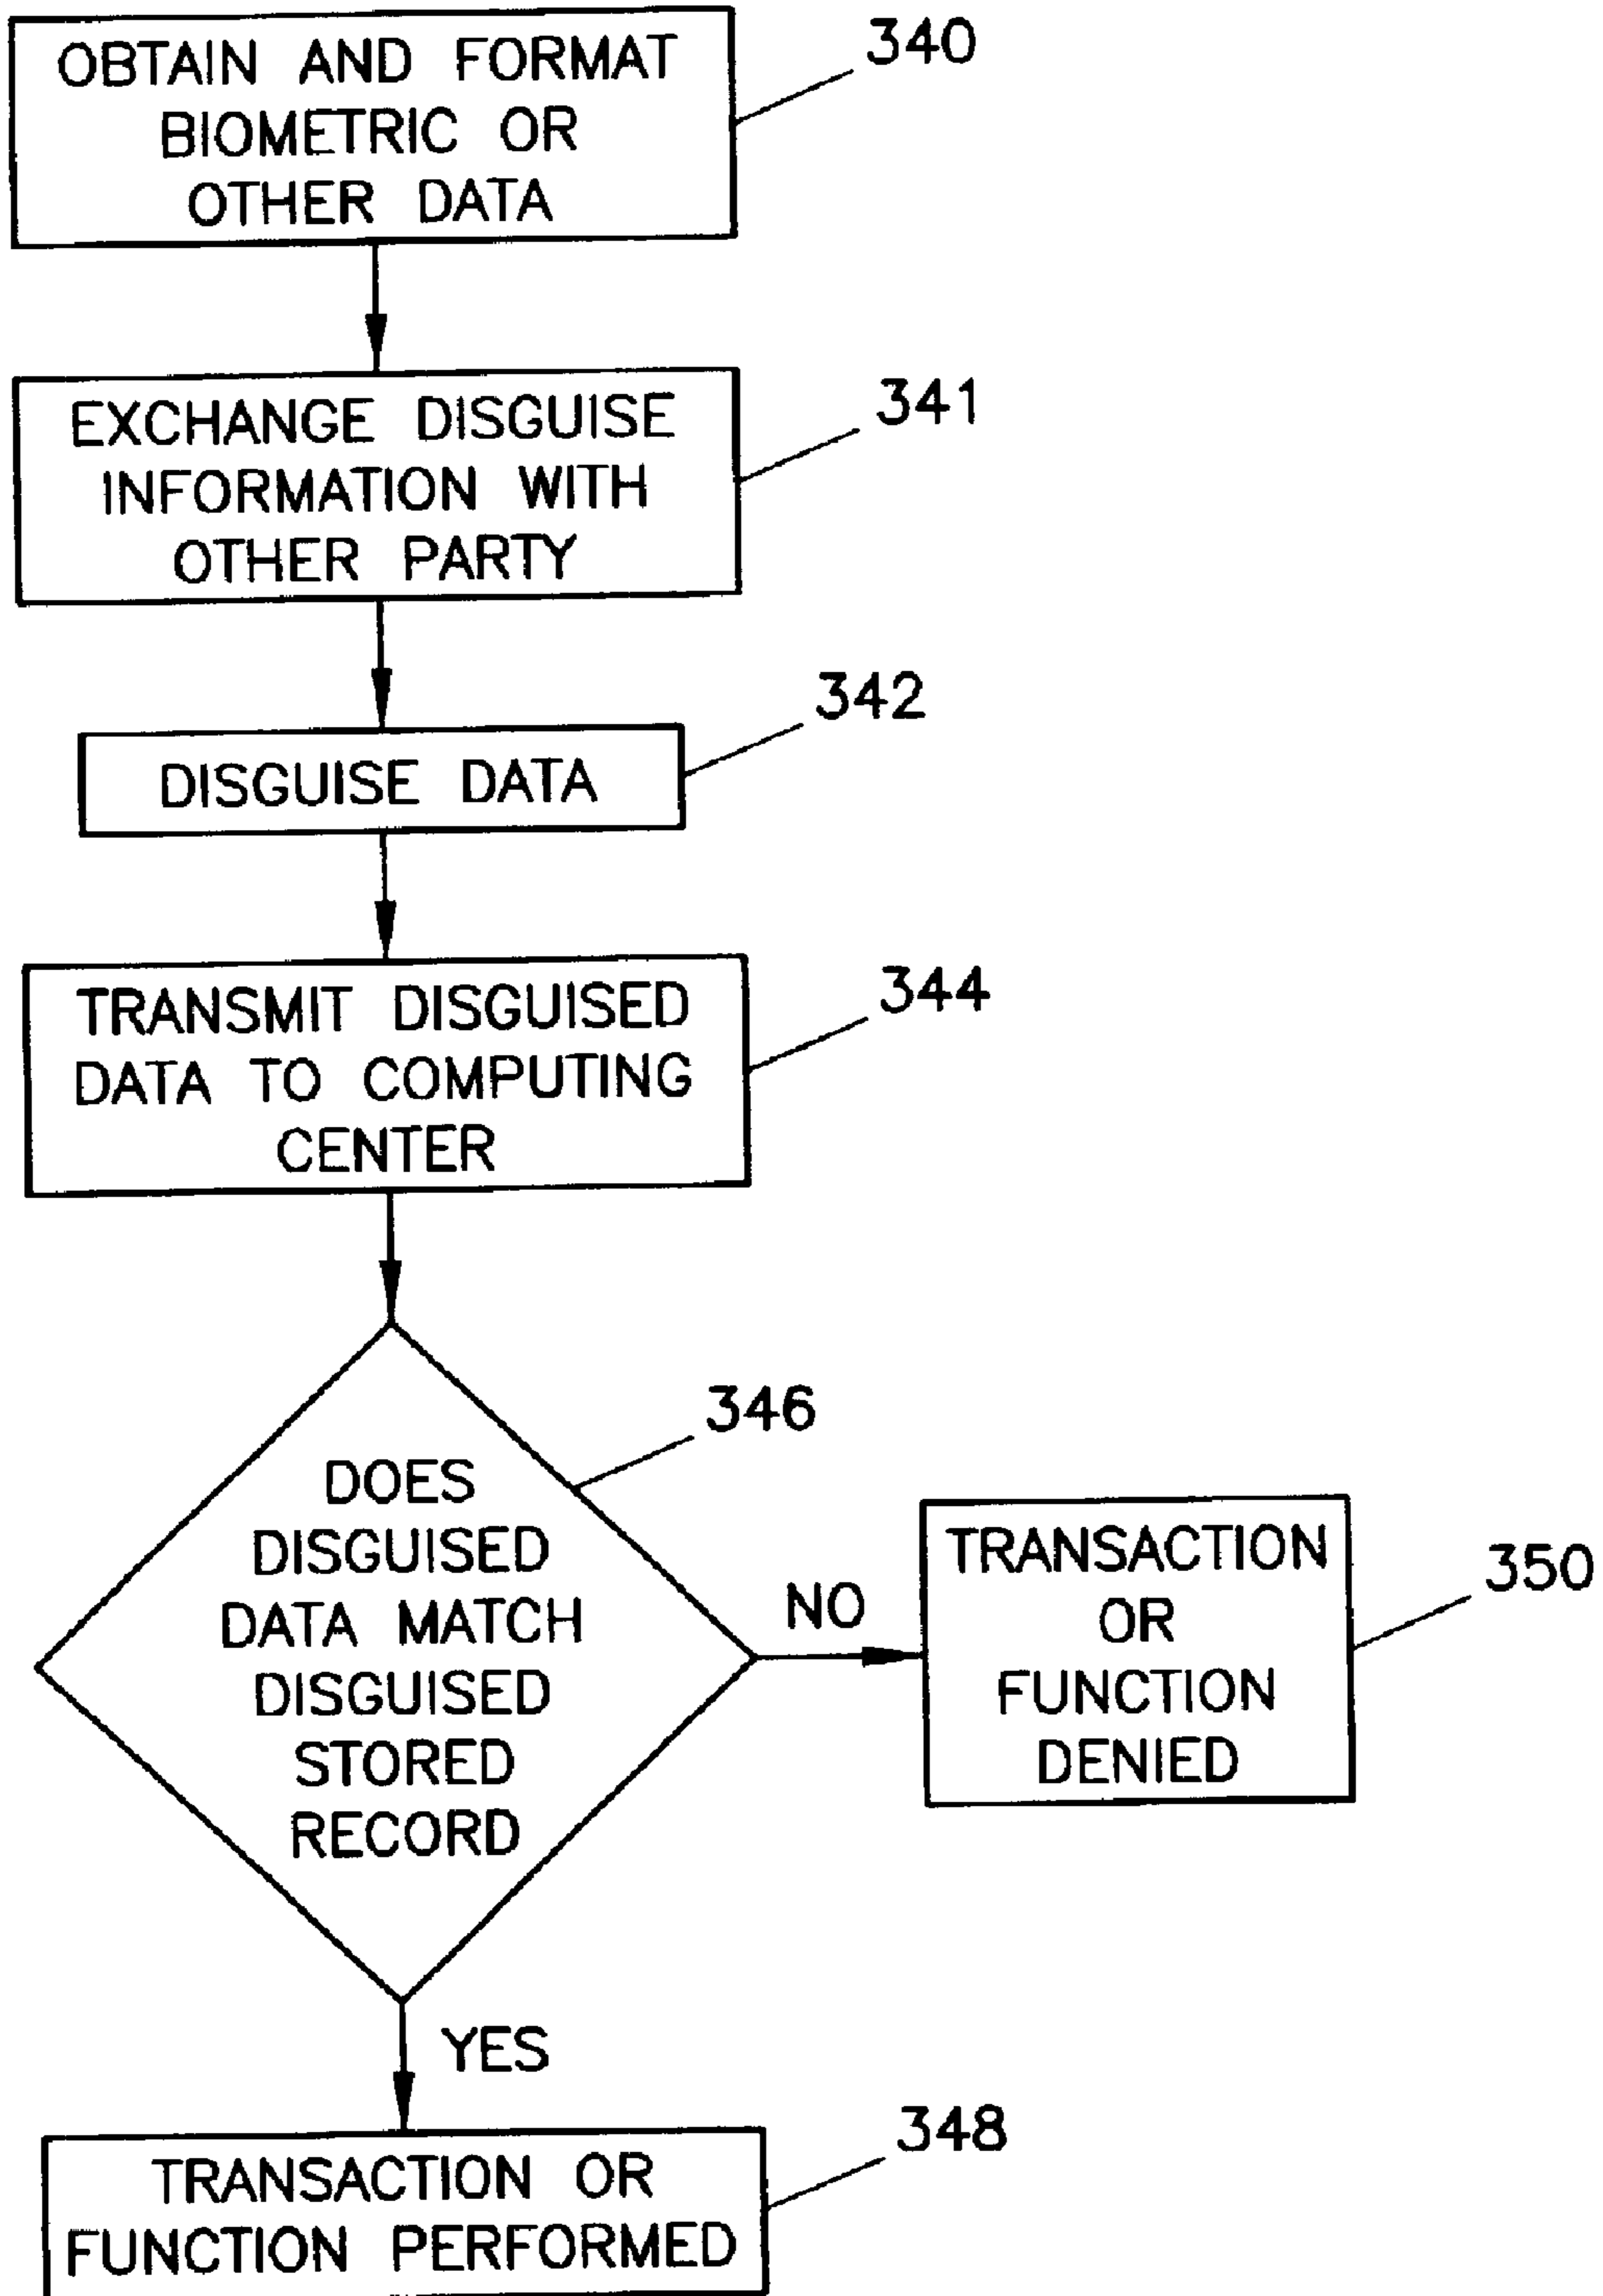 OBTAIN AND FORMAT
BIOMETRIC OR
OTHER DATA
340
EXCHANGE DISGUISE
INFORMATION WITH
OTHER PARTY
341
DISGUISE DATA
342
TRANSMIT DISGUISED
DATA TO COMPUTING
CENTER
344
DOES
DISGUISED
DATA MATCH
DISGUISED
STORED
RECORD
346
NO
TRANSACTION
OR
FUNCTION
DENIED
350
YES
TRANSACTION OR
FUNCTION PERFORMED
348